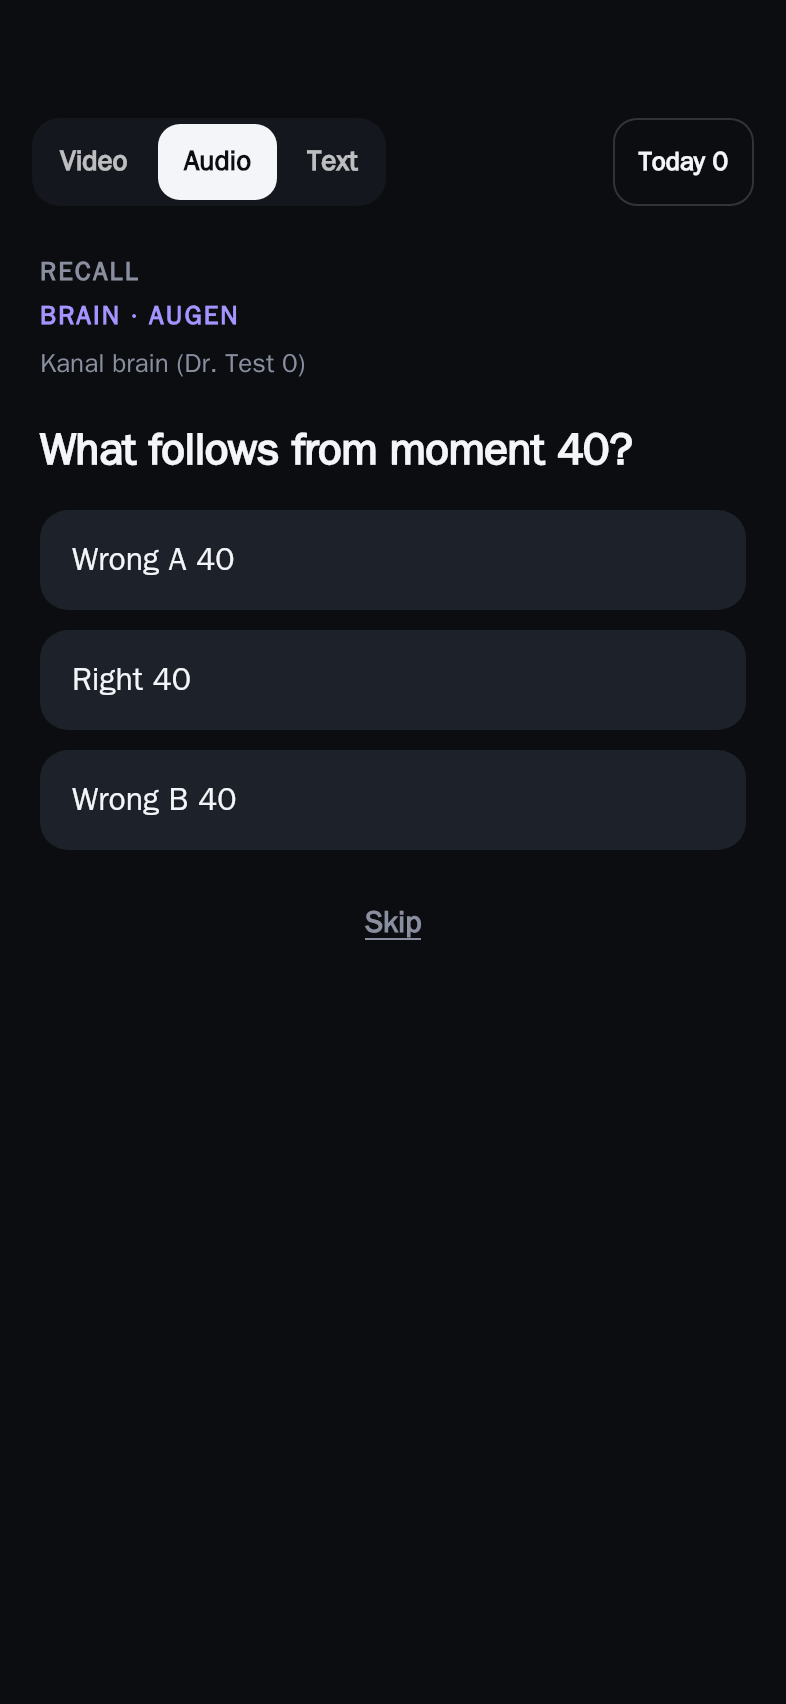 Video Audio Text Today 0
RECALL
BRAIN · AUGEN
Kanal brain (Dr. Test 0)
What follows from moment 40?
Wrong A 40
Right 40
Wrong B 40
Skip